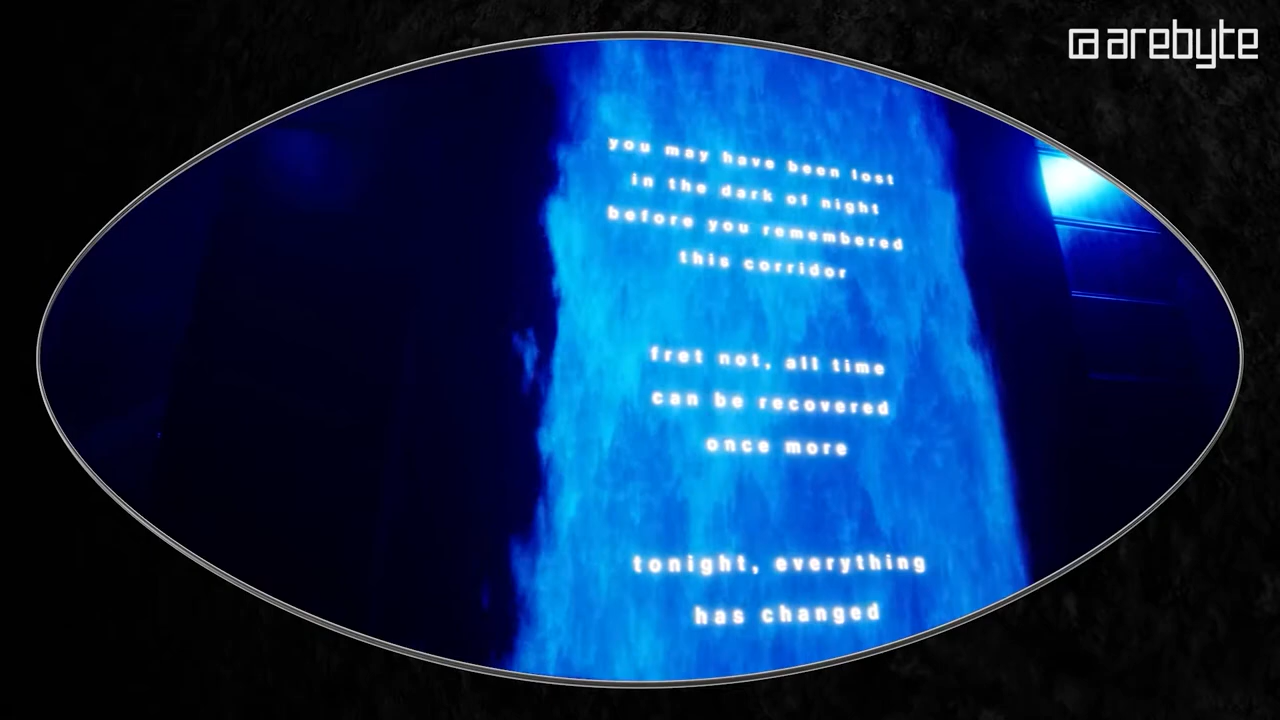 arebyte
you may have been lost
in the dark of night
before you remembered
this corridor
fret not, all time
can be recovered
once more
tonight, everything
has changed